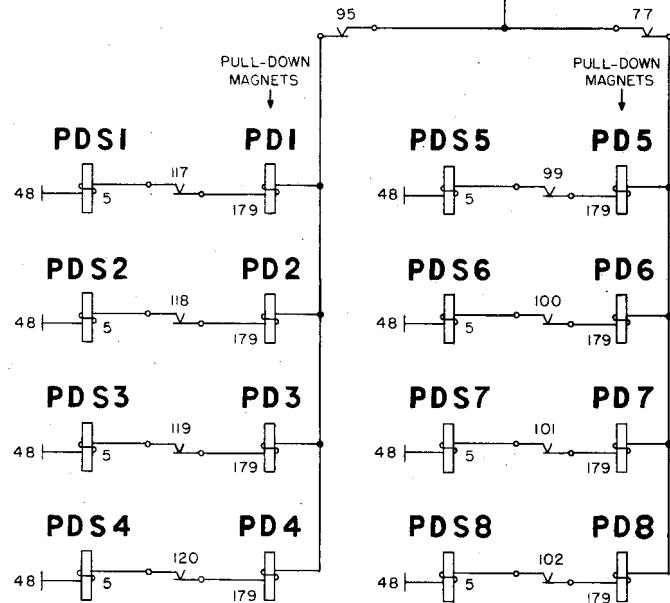 95 77
PULL-DOWN MAGNETS PULL-DOWN MAGNETS
PDS1 PD1 PDS5 PD5
117 99
48 5 179 48 5 179
PDS2 PD2 PDS6 PD6
118 100
48 5 179 48 5 179
PDS3 PD3 PDS7 PD7
119 101
48 5 179 48 5 179
PDS4 PD4 PDS8 PD8
120 102
48 5 179 48 5 179